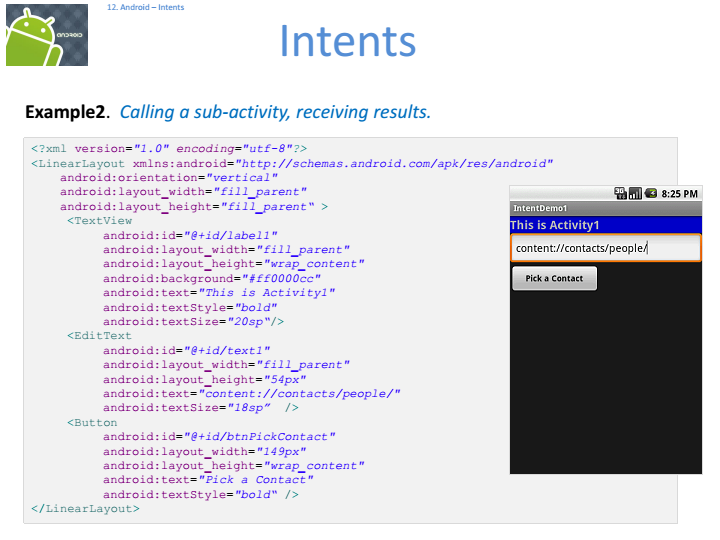 12. Android – Intents
ANDROID
Intents
Example2. Calling a sub-activity, receiving results.
<?xml version="1.0" encoding="utf-8"?>
<LinearLayout xmlns:android="http://schemas.android.com/apk/res/android"
android:orientation="vertical"
android:layout_width="fill_parent"
android:layout_height="fill_parent“ >
<TextView
android:id="@+id/label1"
android:layout_width="fill_parent"
android:layout_height="wrap_content"
android:background="#ff0000cc"
android:text="This is Activity1"
android:textStyle="bold"
android:textSize="20sp“/>
<EditText
android:id="@+id/text1"
android:layout_width="fill_parent"
android:layout_height="54px"
android:text="content://contacts/people/"
android:textSize="18sp” />
<Button
android:id="@+id/btnPickContact"
android:layout_width="149px"
android:layout_height="wrap_content"
android:text="Pick a Contact"
android:textStyle="bold“ />
</LinearLayout>
3G
8:25 PM
IntentDemo1
This is Activity1
content://contacts/people/
Pick a Contact